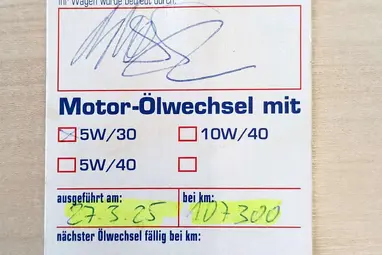 Ihr Wagen wurde betreut durch:
Motor-Ölwechsel mit
5W/30 10W/40
5W/40
ausgeführt am: bei km:
27.3.25 107300
nächster Ölwechsel fällig bei km: